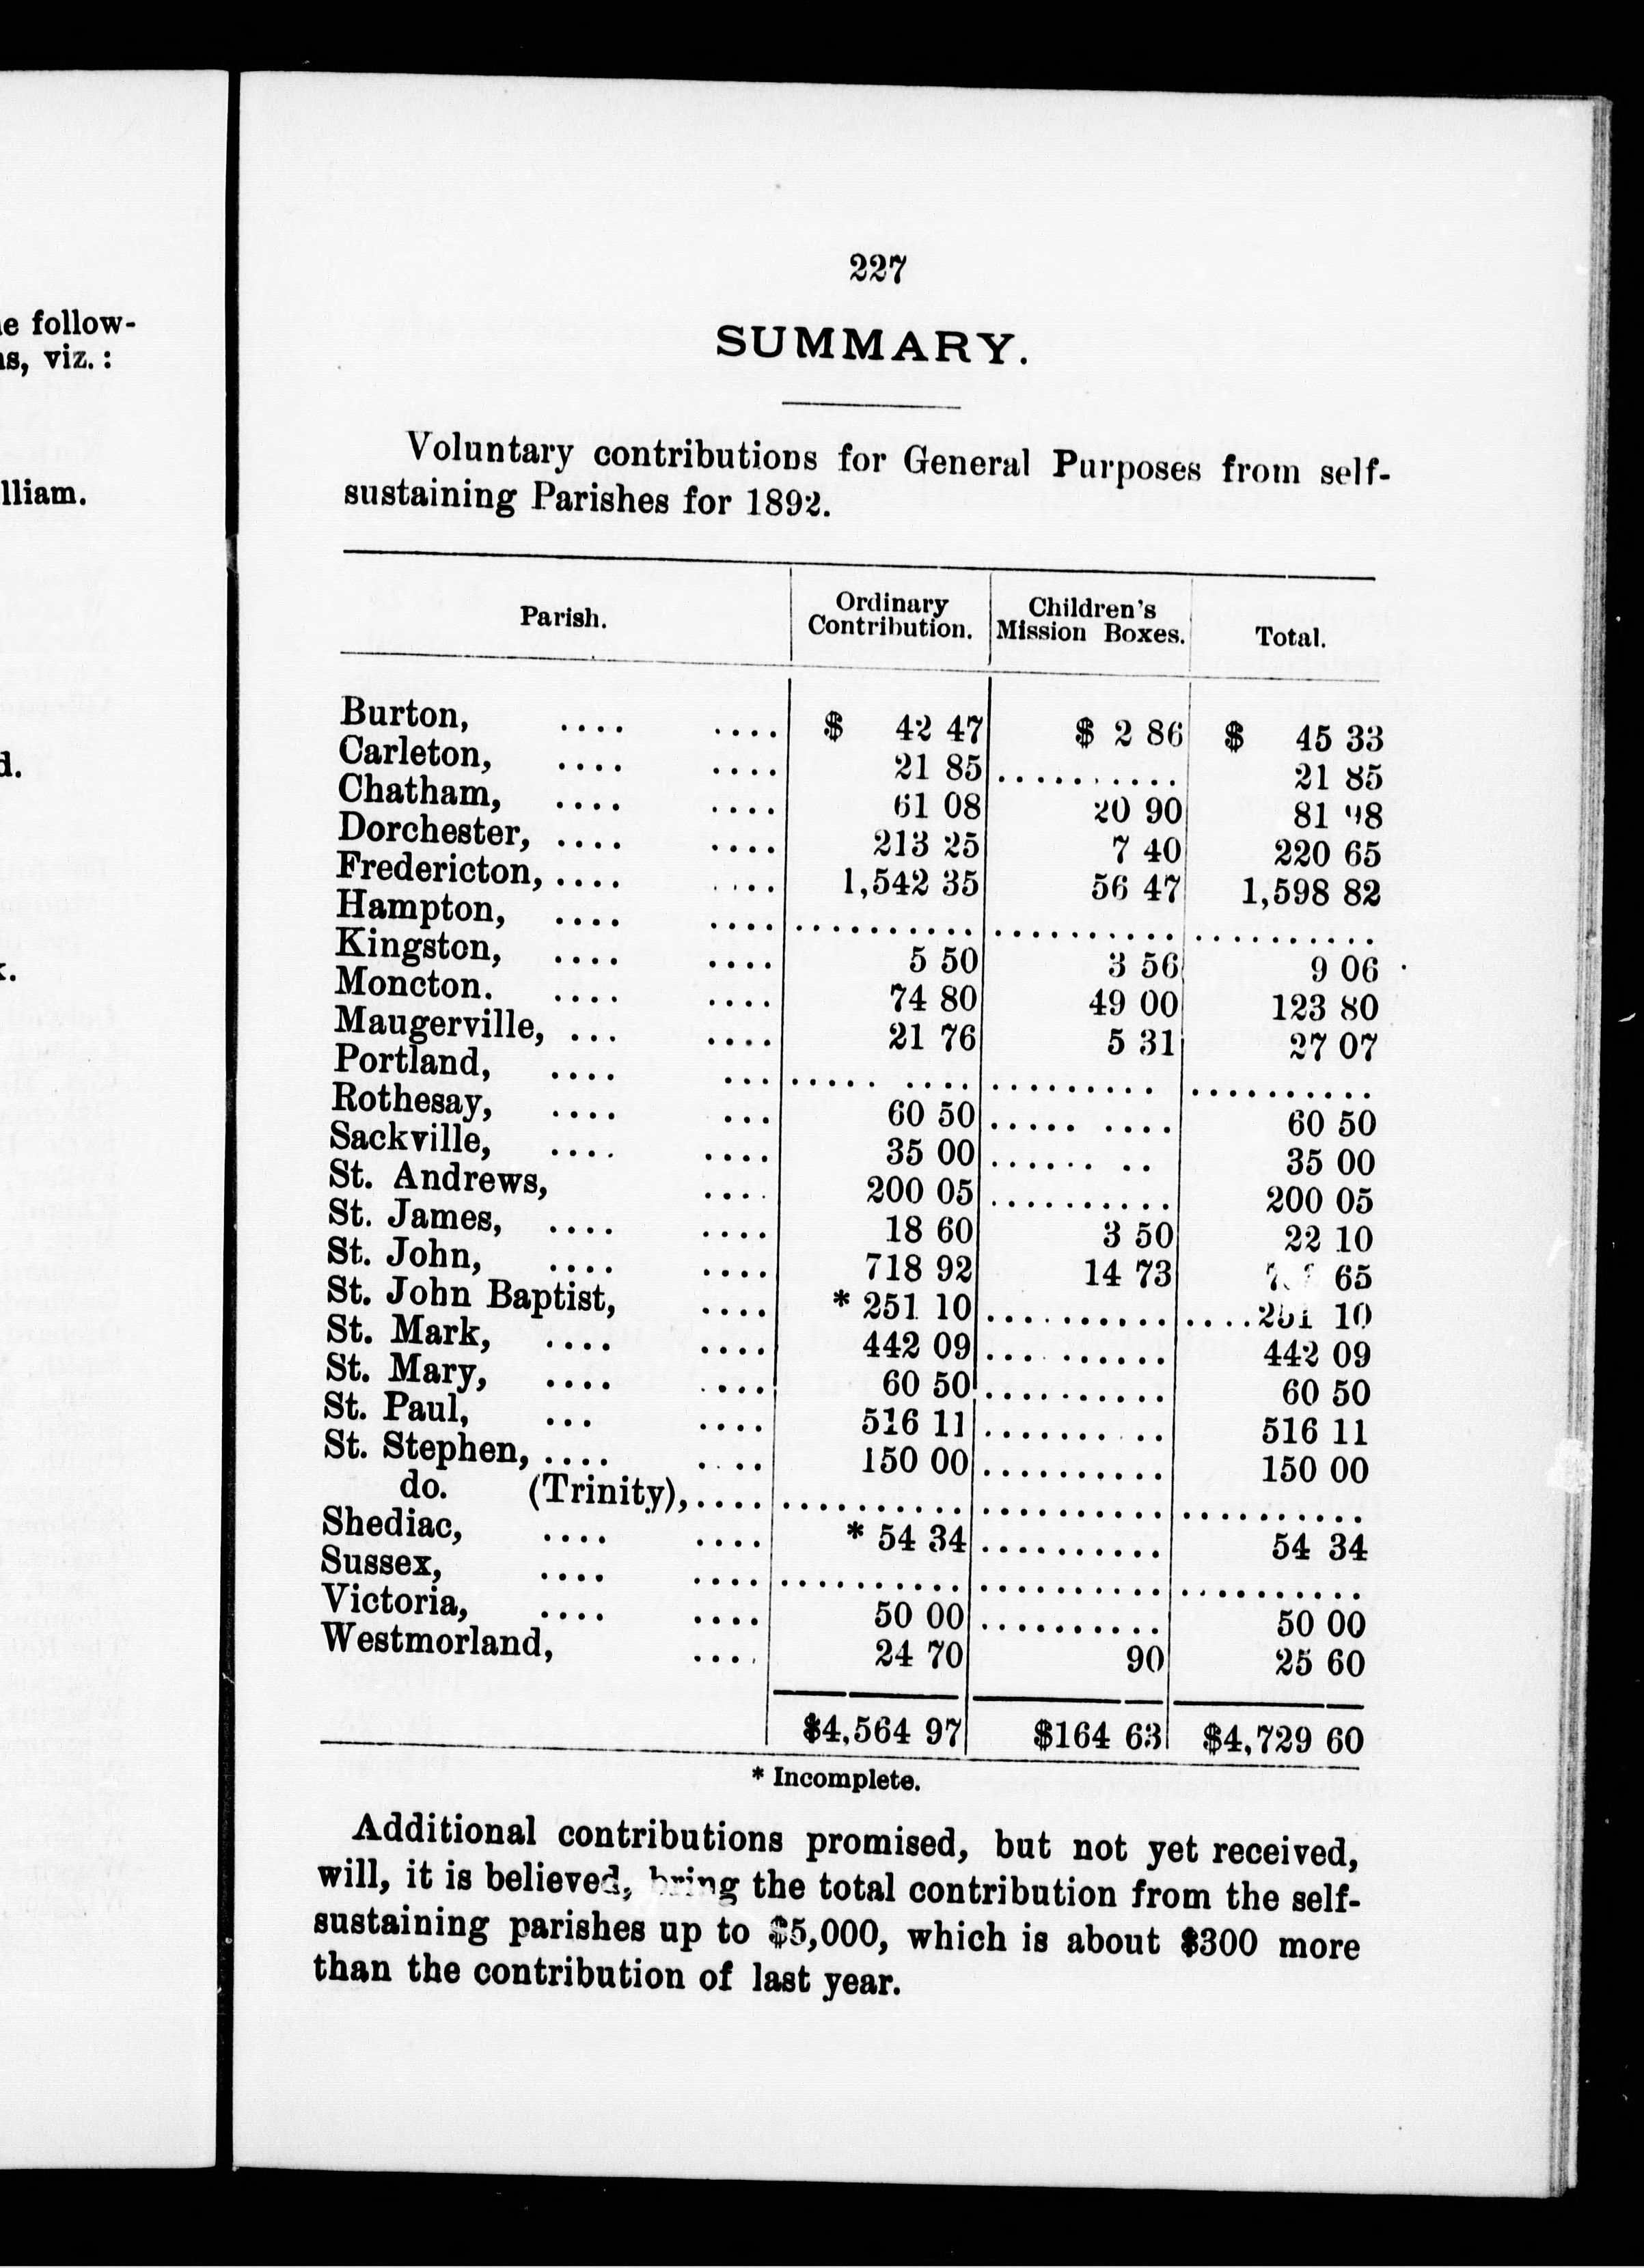 e follow-
s, viz. :
lliam.
d.
227
SUMMARY.
Voluntary contributions for General Purposes from self-
sustaining Parishes for 1892.
Parish. Ordinary Contribution. Children's Mission Boxes. Total.
Burton, .... .... $ 42 47 $ 2 86 $ 45 33
Carleton, .... .... 21 85 .......... 21 85
Chatham, .... .... 61 08 20 90 81 98
Dorchester, .... .... 213 25 7 40 220 65
Fredericton, .... .... 1,542 35 56 47 1,598 82
Hampton, .... .... .......... .......... ..........
Kingston, .... .... 5 50 3 56 9 06
Moncton. .... .... 74 80 49 00 123 80
Maugerville, ... .... 21 76 5 31 27 07
Portland, .... ... ..... .... ......... ..........
Rothesay, .... ... 60 50 ..... .... 60 50
Sackville, .... .... 35 00 ...... .. 35 00
St. Andrews, .... 200 05 .......... 200 05
St. James, .... .... 18 60 3 50 22 10
St. John, .... .... 718 92 14 73 65
St. John Baptist, .... * 251 10 .......... ....251 10
St. Mark, .... .... 442 09 ... ...... 442 09
St. Mary, .... .... 60 50 .......... 60 50
St. Paul, ... .... 516 11 ....... .. 516 11
St. Stephen, .... .... 150 00 .......... 150 00
do. (Trinity), .... .......... .......... ..........
Shediac, .... .... * 54 34 .......... 54 34
Sussex, .... .... .......... .......... ..........
Victoria, .... .... 50 00 .......... 50 00
Westmorland, .... 24 70 90 25 60
$4,564 97 $164 63 $4,729 60
* Incomplete.
Additional contributions promised, but not yet received,
will, it is believed, bring the total contribution from the self-
sustaining parishes up to $5,000, which is about $300 more
than the contribution of last year.